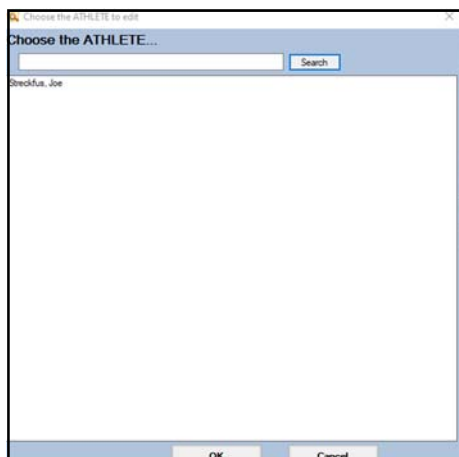 Choose the ATHLETE to edit
Choose the ATHLETE...
Search
Streckfus, Joe
OK Cancel